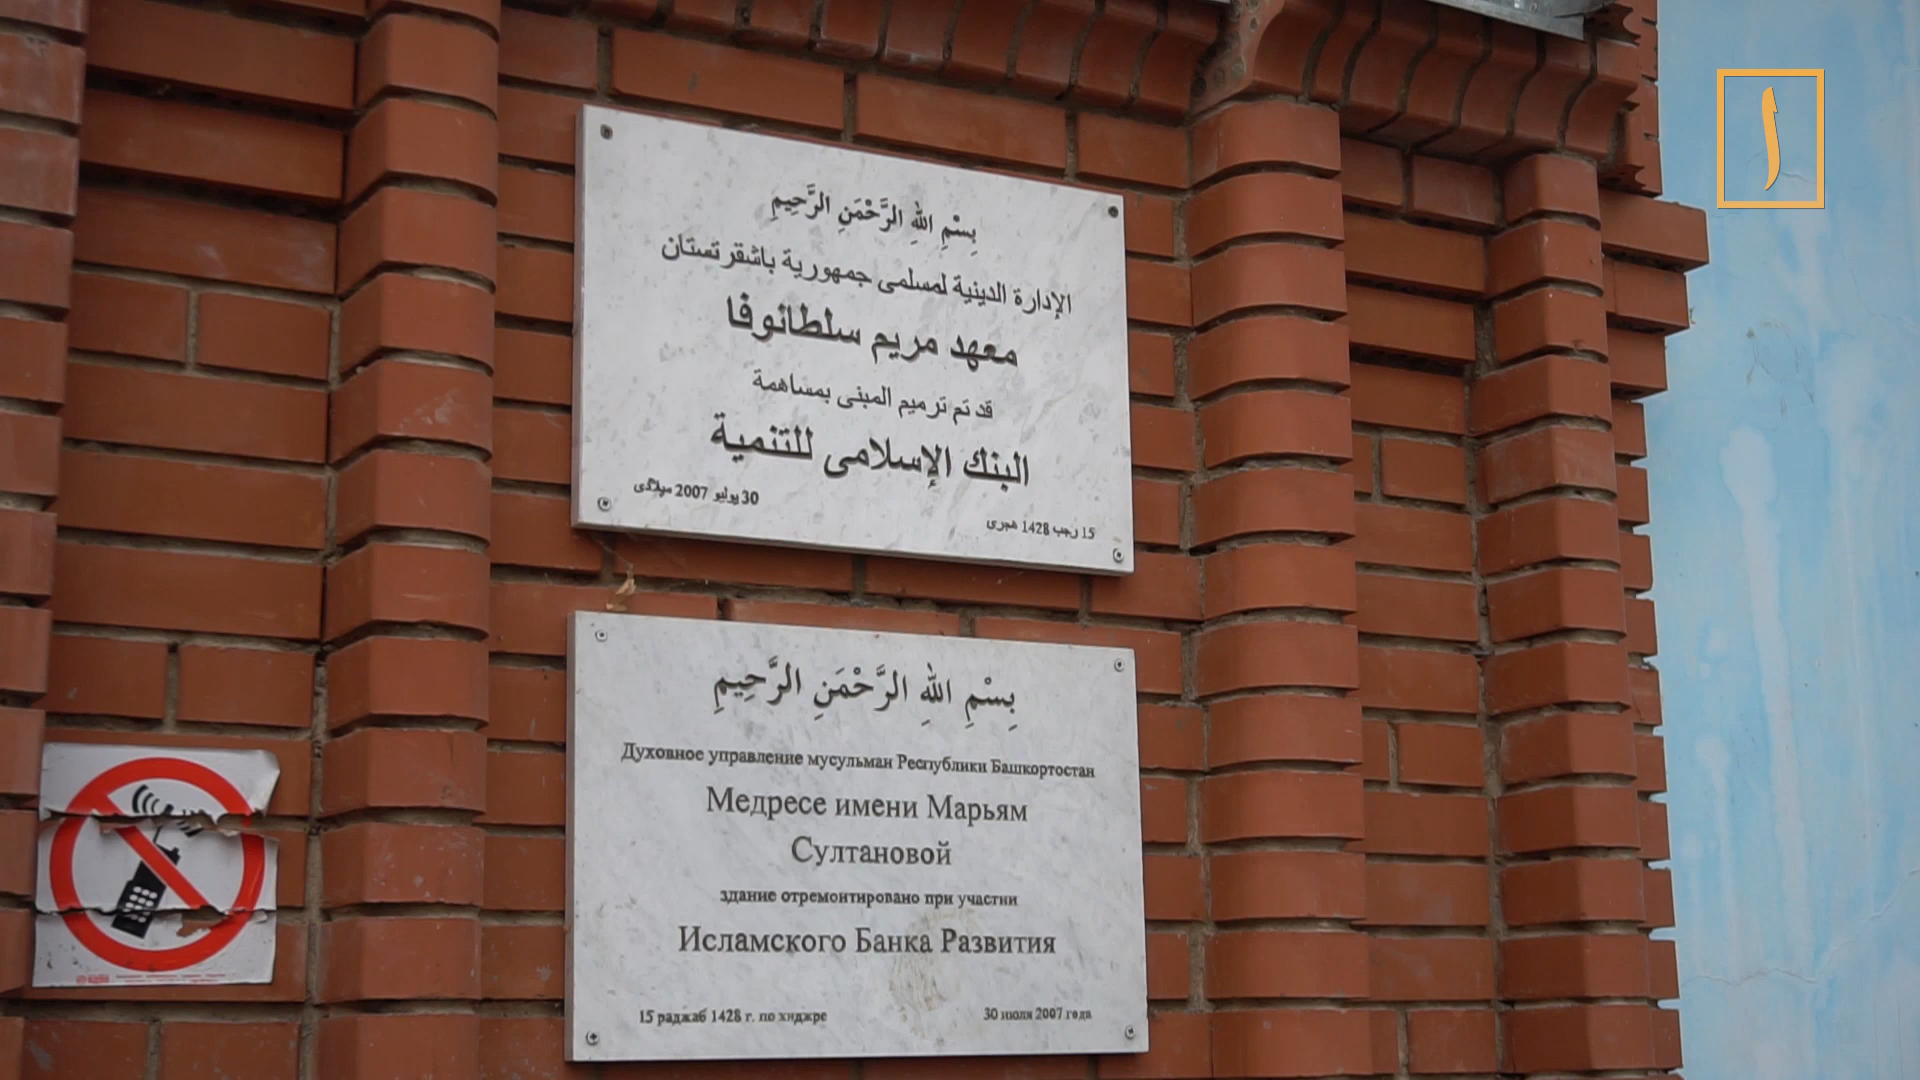 بِسْمِ اللهِ الرَّحْمَنِ الرَّحِيمِ
الإدارة الدينية لمسلمى جمهورية باشقرتستان
معهد مريم سلطانوفا
قد تم ترميم المبنى بمساهمة
البنك الإسلامى للتنمية
30 يوليو 2007 ميلادى
15 رجب 1428 هجرى
بِسْمِ اللهِ الرَّحْمَنِ الرَّحِيمِ
Духовное управление мусульман Республики Башкортостан
Медресе имени Марьям
Султановой
здание отремонтировано при участии
Исламского Банка Развития
15 раджаб 1428 г. по хиджре
30 июля 2007 года